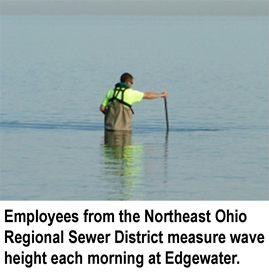 Employees from the Northeast Ohio
Regional Sewer District measure wave
height each morning at Edgewater.